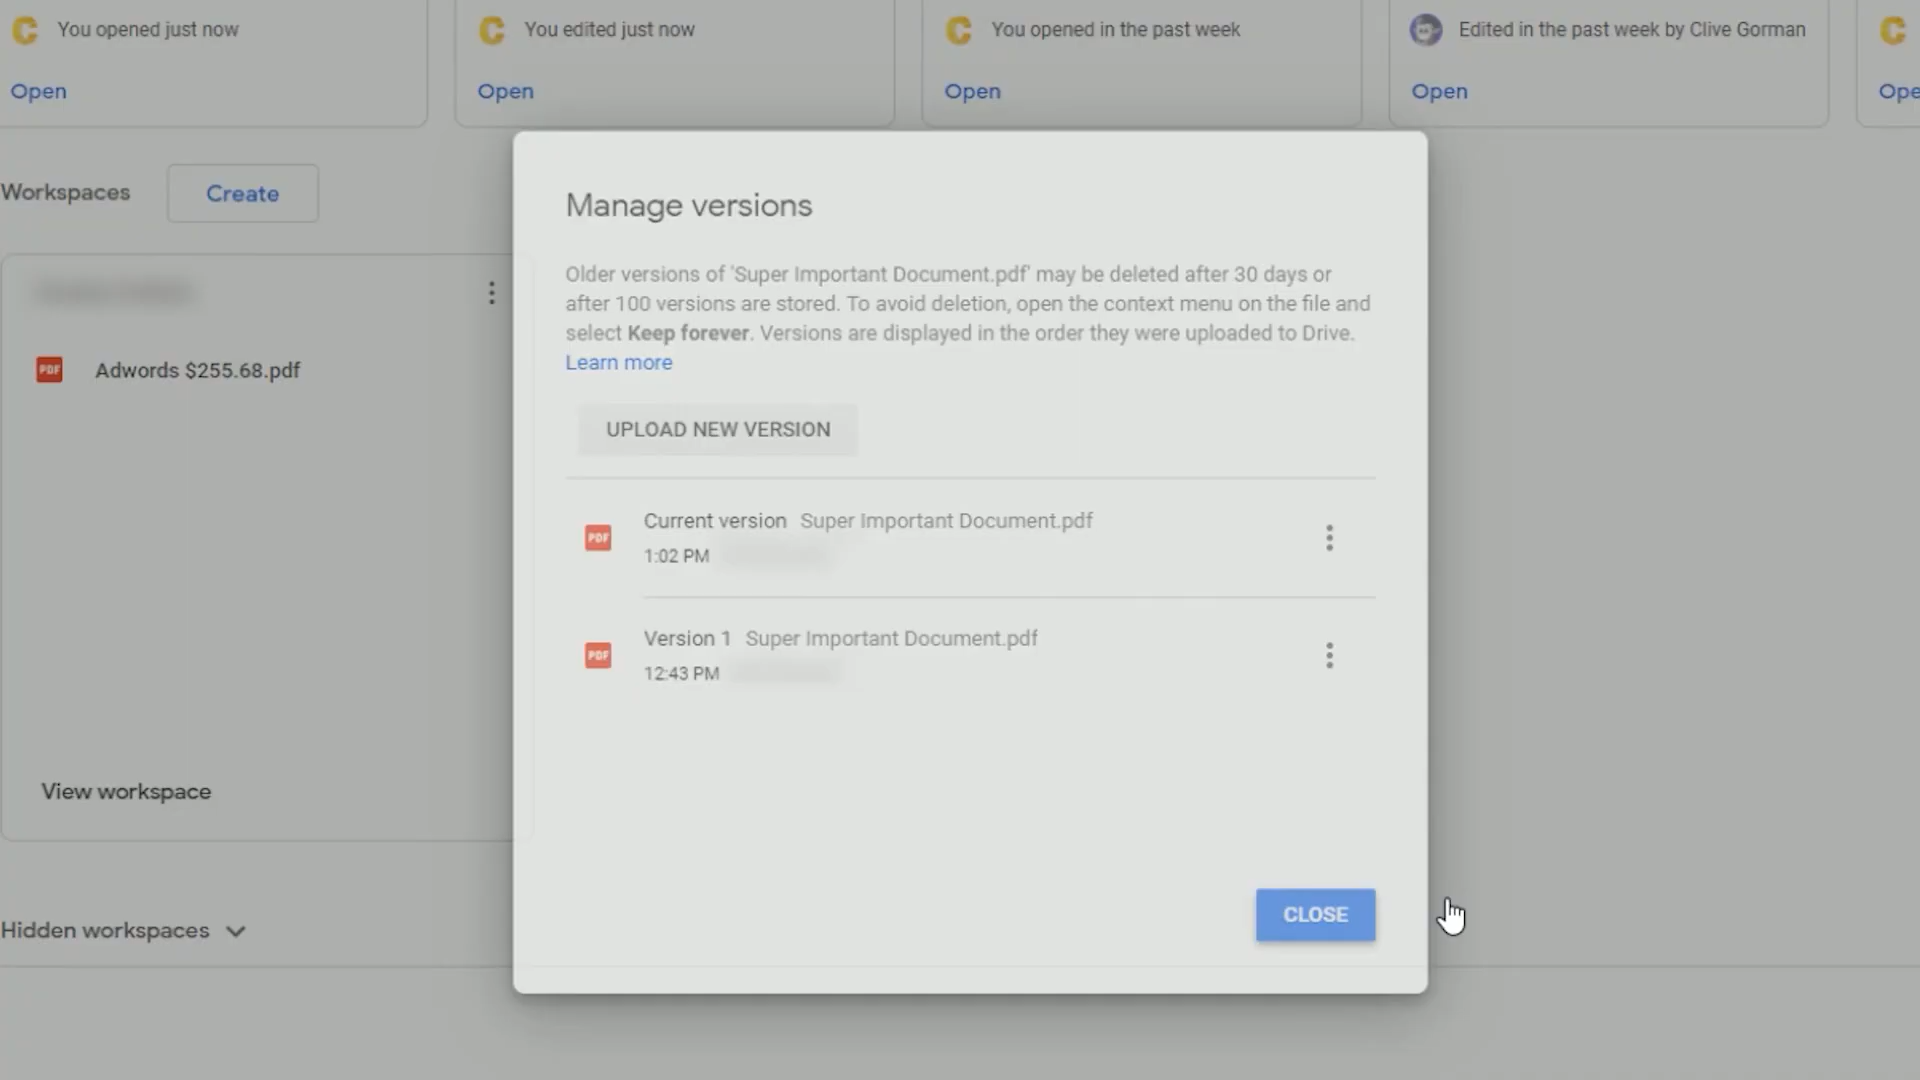 You opened just now
You edited just now
You opened in the past week
Edited in the past week by Clive Gorman
Open
Open
Open
Open
Ope
Workspaces
Create
Adwords $255.68.pdf
View workspace
Hidden workspaces
Manage versions
Older versions of 'Super Important Document.pdf' may be deleted after 30 days or
after 100 versions are stored. To avoid deletion, open the context menu on the file and
select Keep forever. Versions are displayed in the order they were uploaded to Drive.
Learn more
UPLOAD NEW VERSION
PDF
Current version Super Important Document.pdf
1:02 PM
PDF
Version 1 Super Important Document.pdf
12:43 PM
CLOSE
PDF